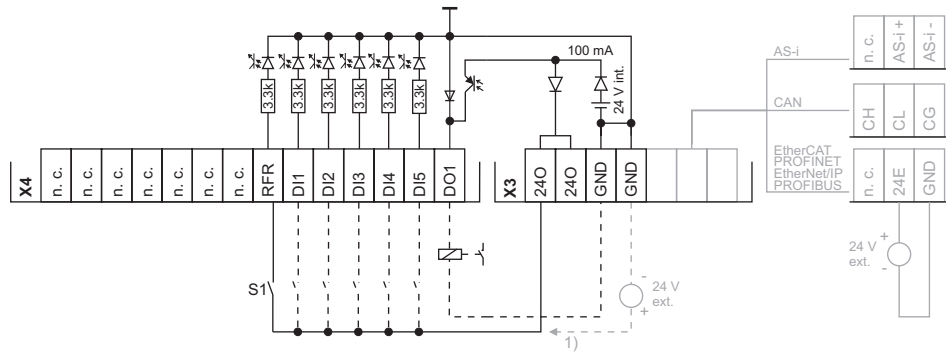 100 mA
3.3k
3.3k
3.3k
3.3k
3.3k
3.3k
24 V int.
AS-i
n. c.
AS-i +
AS-i -
CAN
CH
CL
CG
EtherCAT
PROFINET
EtherNet/IP
PROFIBUS
n. c.
24E
GND
X4
n. c.
n. c.
n. c.
n. c.
n. c.
n. c.
n. c.
RFR
DI1
DI2
DI3
DI4
DI5
DO1
X3
24O
24O
GND
GND
S1
-
24 V
ext.
+
1)
+
24 V
ext.
-